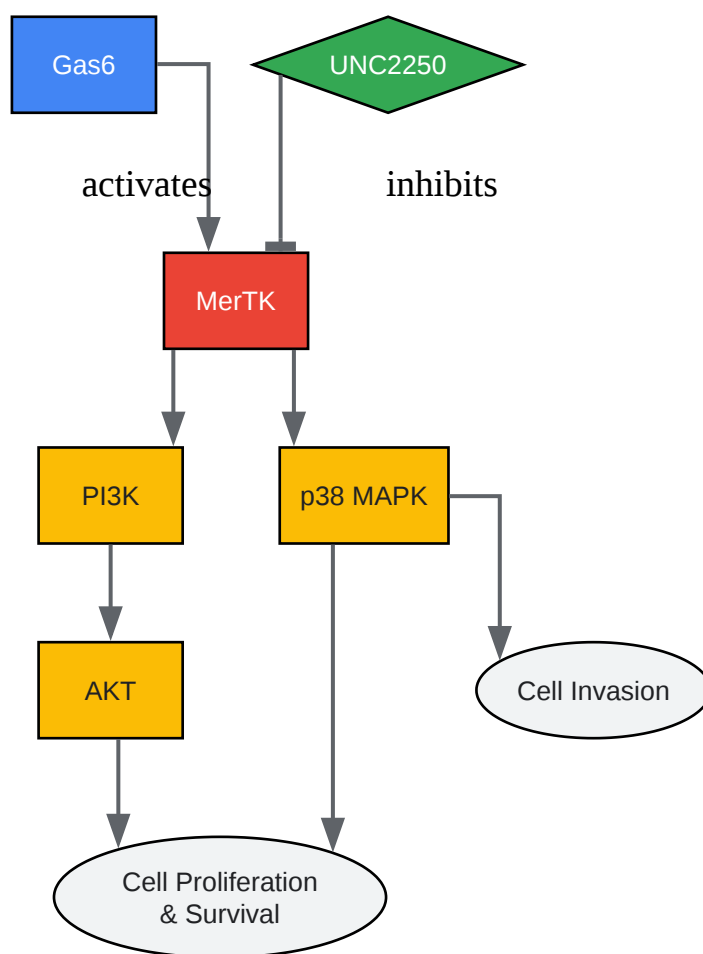 Gas6
UNC2250
activates
inhibits
MerTK
PI3K
p38 MAPK
AKT
Cell Invasion
Cell Proliferation
& Survival